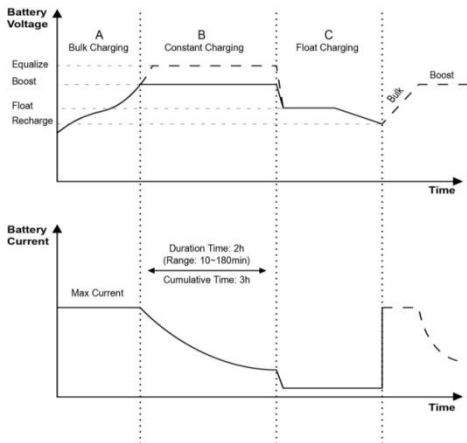 Battery
Voltage
A
Bulk Charging
B
Constant Charging
C
Float Charging
Equalize
Boost
Float
Recharge
Bulk
Boost
Time
Battery
Current
Duration Time: 2h
(Range: 10~180min)
Cumulative Time: 3h
Max Current
Time